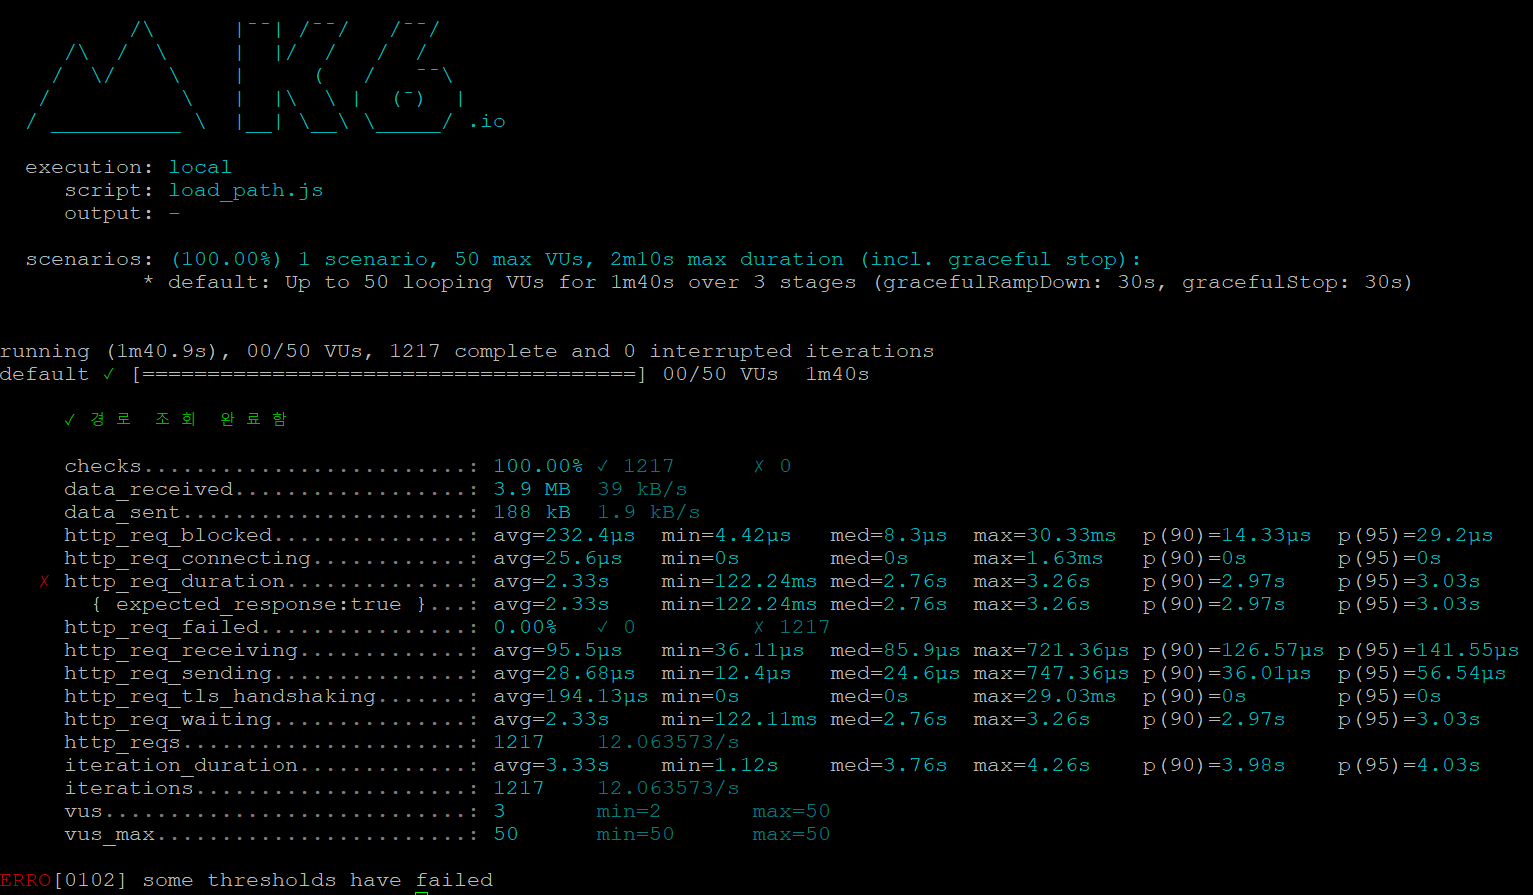 /\      |‾‾| /‾‾/   /‾‾/
     /\  /  \     |  |/  /   /  /
    /  \/    \    |     (   /   ‾‾\
   /          \   |  |\  \ |  (‾)  |
  / __________ \  |__| \__\ \_____/ .io
execution: local
script: load_path.js
output: -
scenarios: (100.00%) 1 scenario, 50 max VUs, 2m10s max duration (incl. graceful stop):
* default: Up to 50 looping VUs for 1m40s over 3 stages (gracefulRampDown: 30s, gracefulStop: 30s)
running (1m40.9s), 00/50 VUs, 1217 complete and 0 interrupted iterations
default ✓ [======================================] 00/50 VUs  1m40s
✓ 경로 조회 완료함
checks.........................: 100.00% ✓ 1217      ✗ 0
data_received..................: 3.9 MB  39 kB/s
data_sent......................: 188 kB  1.9 kB/s
http_req_blocked...............: avg=232.4µs  min=4.42µs   med=8.3µs  max=30.33ms  p(90)=14.33µs  p(95)=29.2µs
http_req_connecting............: avg=25.6µs   min=0s       med=0s     max=1.63ms   p(90)=0s       p(95)=0s
✗ http_req_duration..............: avg=2.33s    min=122.24ms med=2.76s  max=3.26s    p(90)=2.97s    p(95)=3.03s
{ expected_response:true }...: avg=2.33s    min=122.24ms med=2.76s  max=3.26s    p(90)=2.97s    p(95)=3.03s
http_req_failed................: 0.00%   ✓ 0         ✗ 1217
http_req_receiving.............: avg=95.5µs   min=36.11µs  med=85.9µs max=721.36µs p(90)=126.57µs p(95)=141.55µs
http_req_sending...............: avg=28.68µs  min=12.4µs   med=24.6µs max=747.36µs p(90)=36.01µs  p(95)=56.54µs
http_req_tls_handshaking.......: avg=194.13µs min=0s       med=0s     max=29.03ms  p(90)=0s       p(95)=0s
http_req_waiting...............: avg=2.33s    min=122.11ms med=2.76s  max=3.26s    p(90)=2.97s    p(95)=3.03s
http_reqs......................: 1217    12.063573/s
iteration_duration.............: avg=3.33s    min=1.12s    med=3.76s  max=4.26s    p(90)=3.98s    p(95)=4.03s
iterations.....................: 1217    12.063573/s
vus............................: 3       min=2       max=50
vus_max........................: 50      min=50      max=50
ERRO[0102] some thresholds have failed